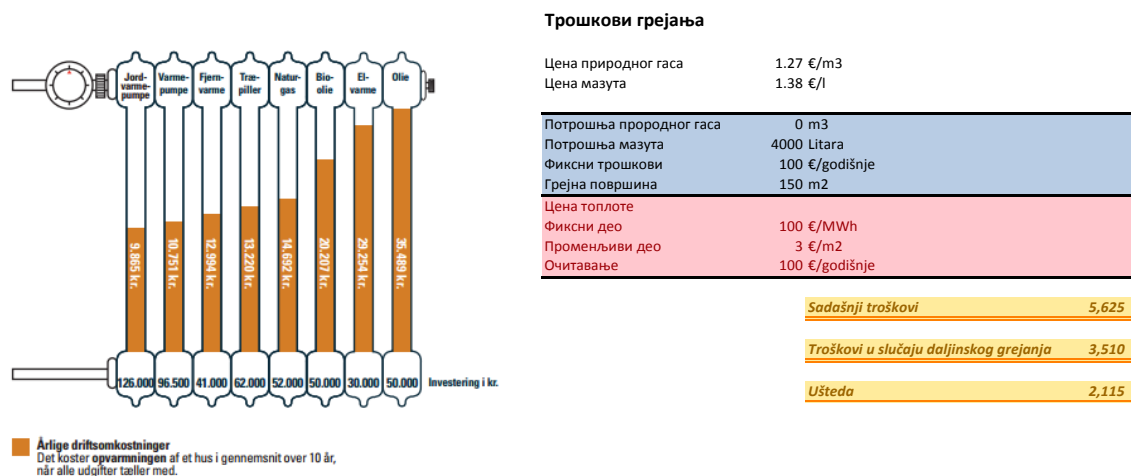 Jord-
varme-
pumpe
Varme-
pumpe
Fjern-
varme
Træ-
piller
Natur-
gas
Bio-
olie
El-
varme
Olie
9.865 kr.
10.751 kr.
12.994 kr.
13.220 kr.
14.692 kr.
20.207 kr.
29.254 kr.
35.489 kr.
126.000 96.500 41.000 62.000 52.000 50.000 30.000 50.000 Investering i kr.
Årlige driftsomkostninger
Det koster opvarmningen af et hus i gennemsnit over 10 år,
når alle udgifter tæller med.
Трошкови грејања
Цена природног гаса 1.27 €/m3
Цена мазута 1.38 €/l
Потрошња прородног гаса 0 m3
Потрошња мазута 4000 Litara
Фиксни трошкови 100 €/godišnje
Грејна површина 150 m2
Цена топлоте
Фиксни део 100 €/MWh
Променљиви део 3 €/m2
Очитавање 100 €/godišnje
Sadašnji troškovi 5,625
Troškovi u slučaju daljinskog grejanja 3,510
Ušteda 2,115